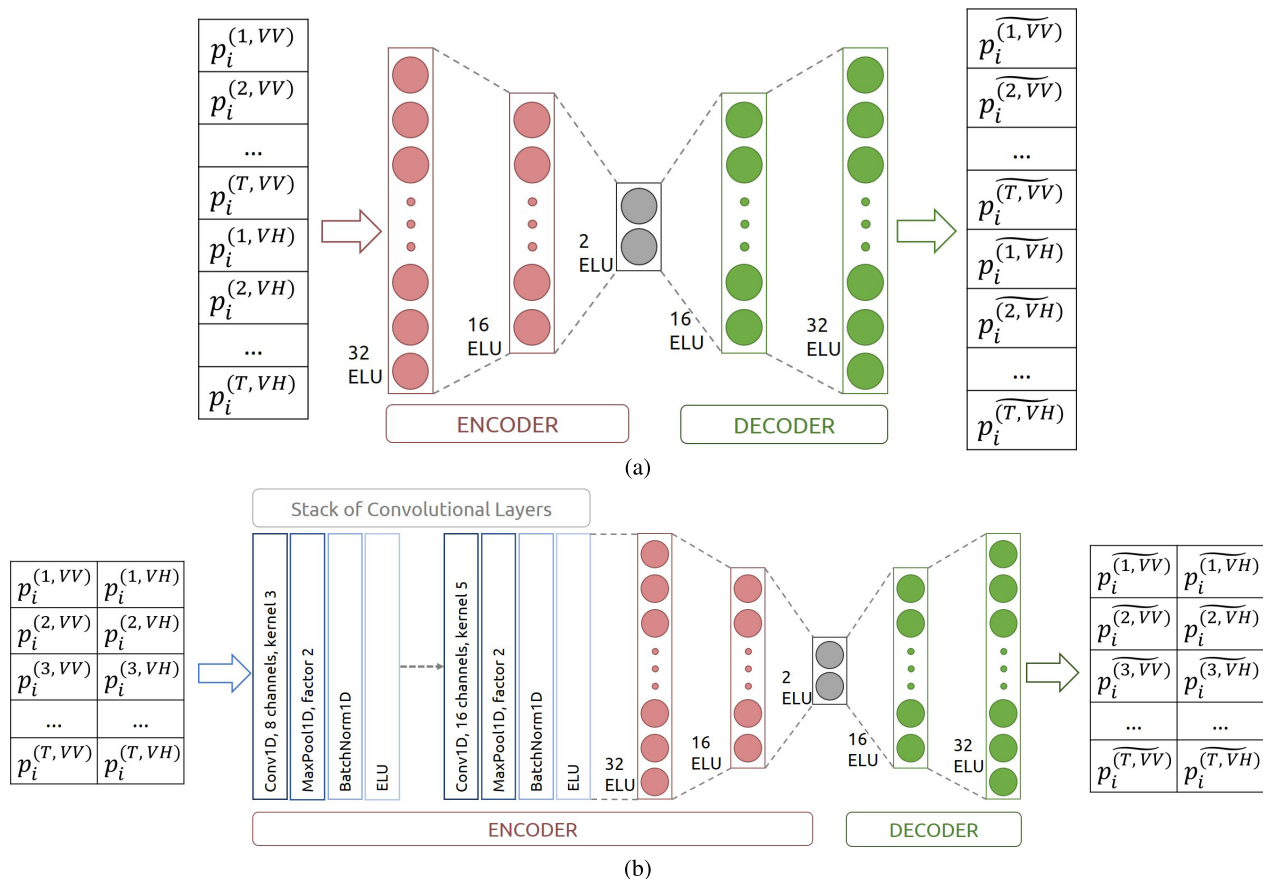 p_i^(1, VV)
p_i^(2, VV)
...
p_i^(T, VV)
p_i^(1, VH)
p_i^(2, VH)
...
p_i^(T, VH)
32
ELU
16
ELU
2
ELU
16
ELU
32
ELU
ENCODER
DECODER
p_i^~(1, VV)
p_i^~(2, VV)
...
p_i^~(T, VV)
p_i^~(1, VH)
p_i^~(2, VH)
...
p_i^~(T, VH)
(a)
Stack of Convolutional Layers
p_i^(1, VV) p_i^(1, VH)
p_i^(2, VV) p_i^(2, VH)
p_i^(3, VV) p_i^(3, VH)
... ...
p_i^(T, VV) p_i^(T, VH)
Conv1D, 8 channels, kernel 3
MaxPool1D, factor 2
BatchNorm1D
ELU
Conv1D, 16 channels, kernel 5
MaxPool1D, factor 2
BatchNorm1D
ELU
32
ELU
16
ELU
2
ELU
16
ELU
32
ELU
p_i^~(1, VV) p_i^~(1, VH)
p_i^~(2, VV) p_i^~(2, VH)
p_i^~(3, VV) p_i^~(3, VH)
... ...
p_i^~(T, VV) p_i^~(T, VH)
ENCODER
DECODER
(b)